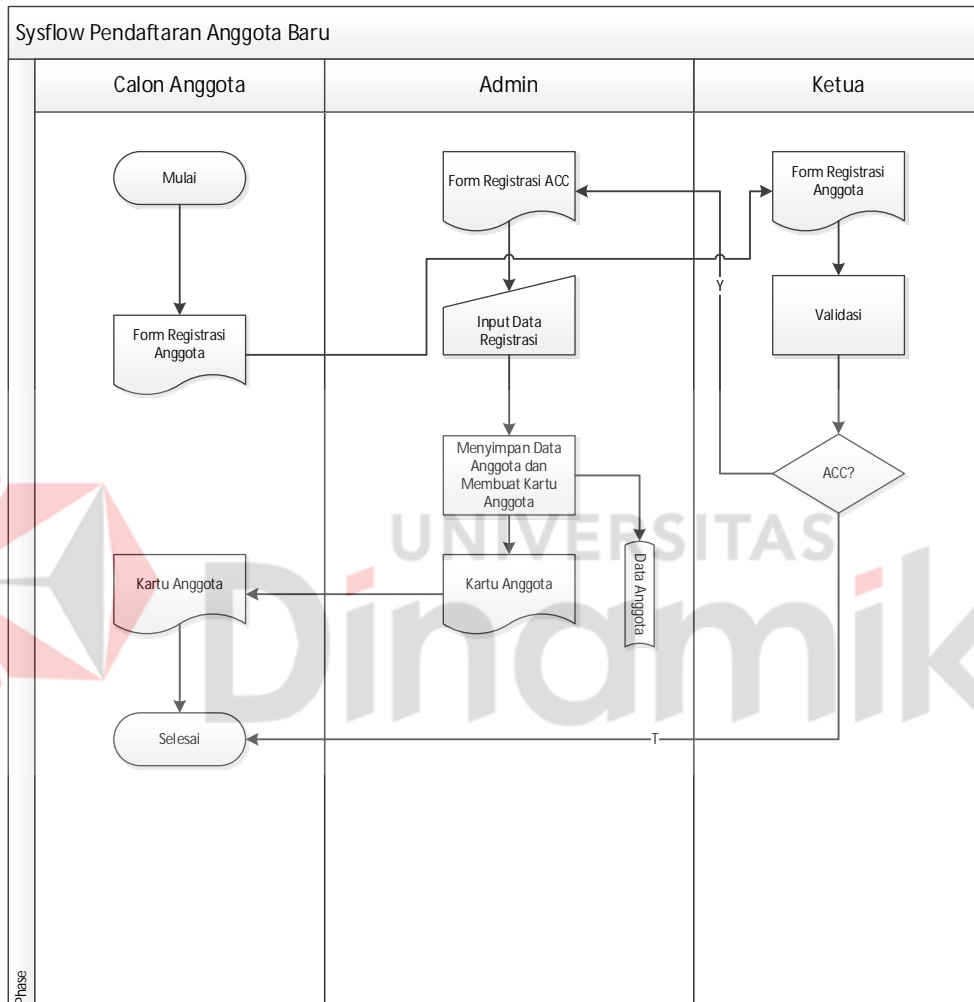 Sysflow Pendaftaran Anggota Baru
Calon Anggota
Admin
Ketua
Mulai
Form Registrasi ACC
Form Registrasi
Anggota
Form Registrasi
Anggota
Input Data
Registrasi
Validasi
Y
Menyimpan Data
Anggota dan
Membuat Kartu
Anggota
ACC?
UNIVERSITAS
Dinamik
Kartu Anggota
Kartu Anggota
Data Anggota
Selesai
T
Phase